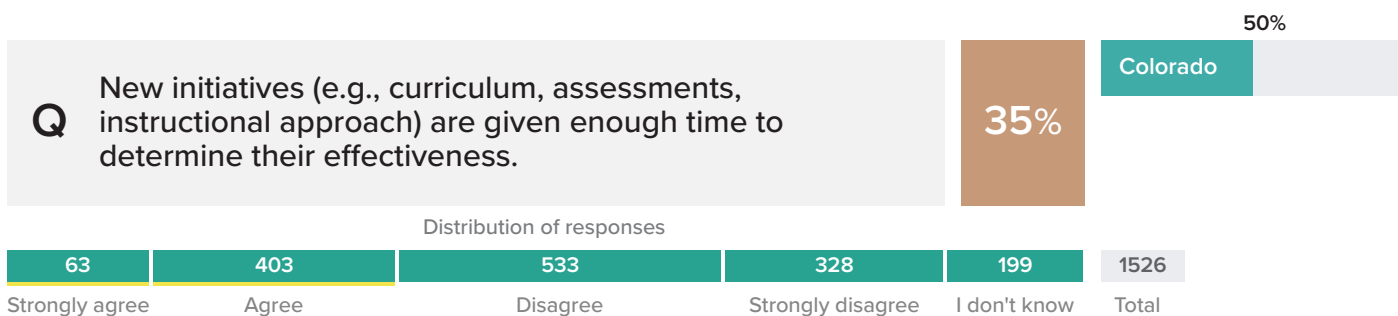 50%
Q
New initiatives (e.g., curriculum, assessments,
instructional approach) are given enough time to
determine their effectiveness.
35%
Colorado
Distribution of responses
63 403 533 328 199 1526
Strongly agree Agree Disagree Strongly disagree I don't know Total